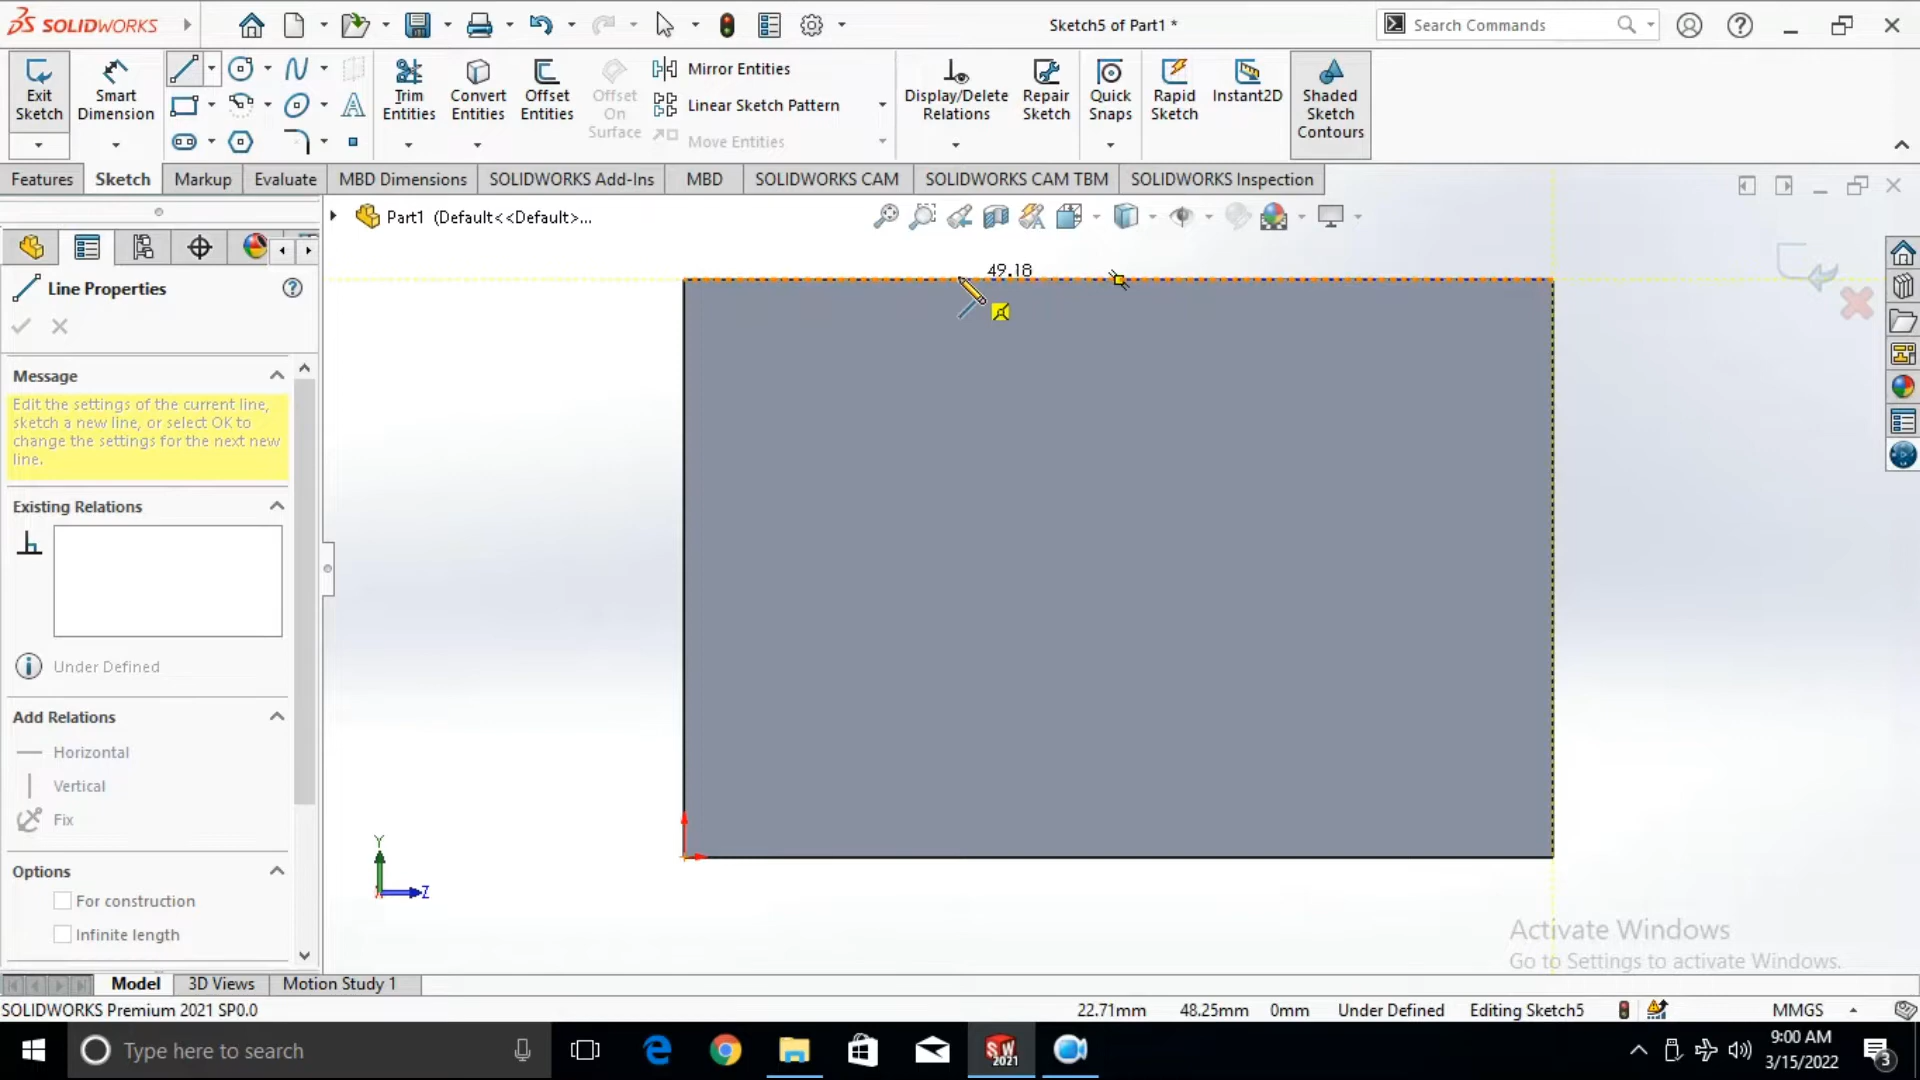 SOLIDWORKS
Sketch5 of Part1 *
Search Commands
Exit Sketch
Smart Dimension
Trim Entities
Convert Entities
Offset Entities
Offset On Surface
Mirror Entities
Linear Sketch Pattern
Move Entities
Display/Delete Relations
Repair Sketch
Quick Snaps
Rapid Sketch
Instant2D
Shaded Sketch Contours
Features
Sketch
Markup
Evaluate
MBD Dimensions
SOLIDWORKS Add-Ins
MBD
SOLIDWORKS CAM
SOLIDWORKS CAM TBM
SOLIDWORKS Inspection
Part1 (Default<<Default>...
49.18
Line Properties
Message
Edit the settings of the current line,
sketch a new line, or select OK to
change the settings for the next new
line.
Existing Relations
Under Defined
Add Relations
Horizontal
Vertical
Fix
Options
For construction
Infinite length
Y
Z
Activate Windows
Go to Settings to activate Windows.
Model
3D Views
Motion Study 1
SOLIDWORKS Premium 2021 SP0.0
22.71mm
48.25mm
0mm
Under Defined
Editing Sketch5
MMGS
Type here to search
SW
2021
9:00 AM
3/15/2022
3